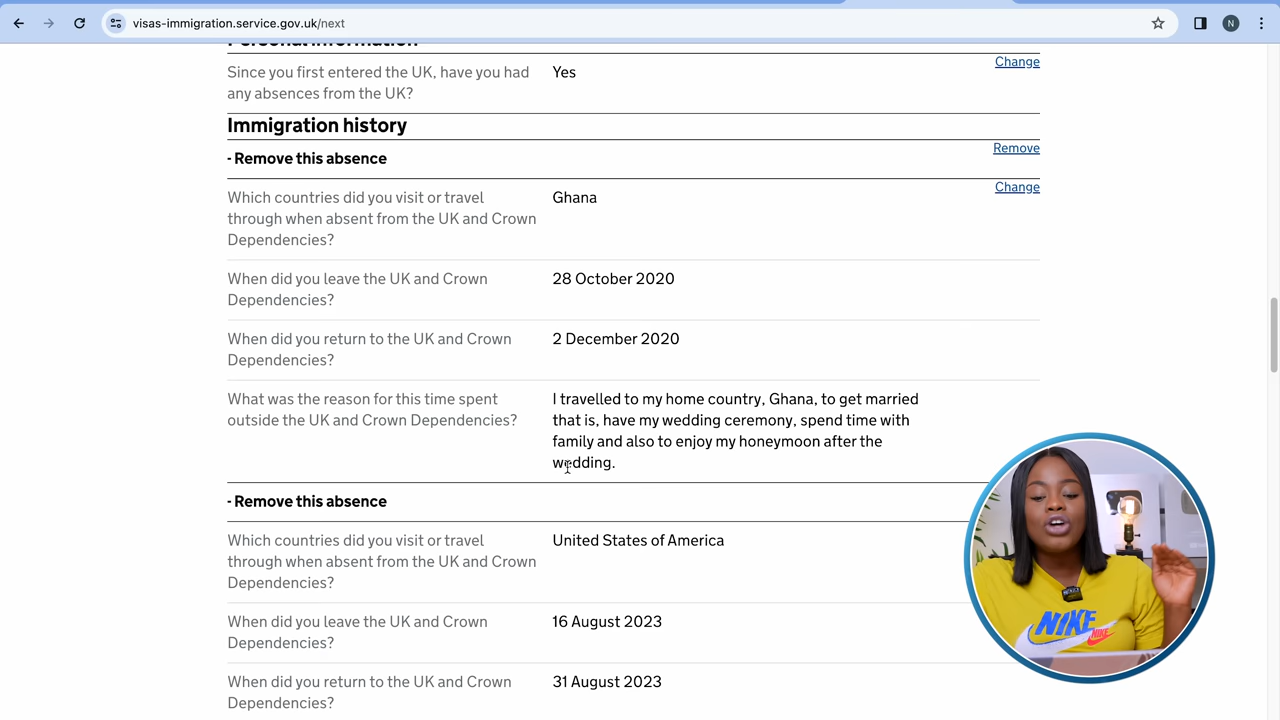 visas-immigration.service.gov.uk/next
N
Personal information
Since you first entered the UK, have you had
any absences from the UK?
Yes
Change
Immigration history
- Remove this absence
Remove
Which countries did you visit or travel
through when absent from the UK and Crown
Dependencies?
Ghana
Change
When did you leave the UK and Crown
Dependencies?
28 October 2020
When did you return to the UK and Crown
Dependencies?
2 December 2020
What was the reason for this time spent
outside the UK and Crown Dependencies?
I travelled to my home country, Ghana, to get married
that is, have my wedding ceremony, spend time with
family and also to enjoy my honeymoon after the
wedding.
- Remove this absence
Which countries did you visit or travel
through when absent from the UK and Crown
Dependencies?
United States of America
When did you leave the UK and Crown
Dependencies?
16 August 2023
When did you return to the UK and Crown
Dependencies?
31 August 2023
NIKE
NIKE